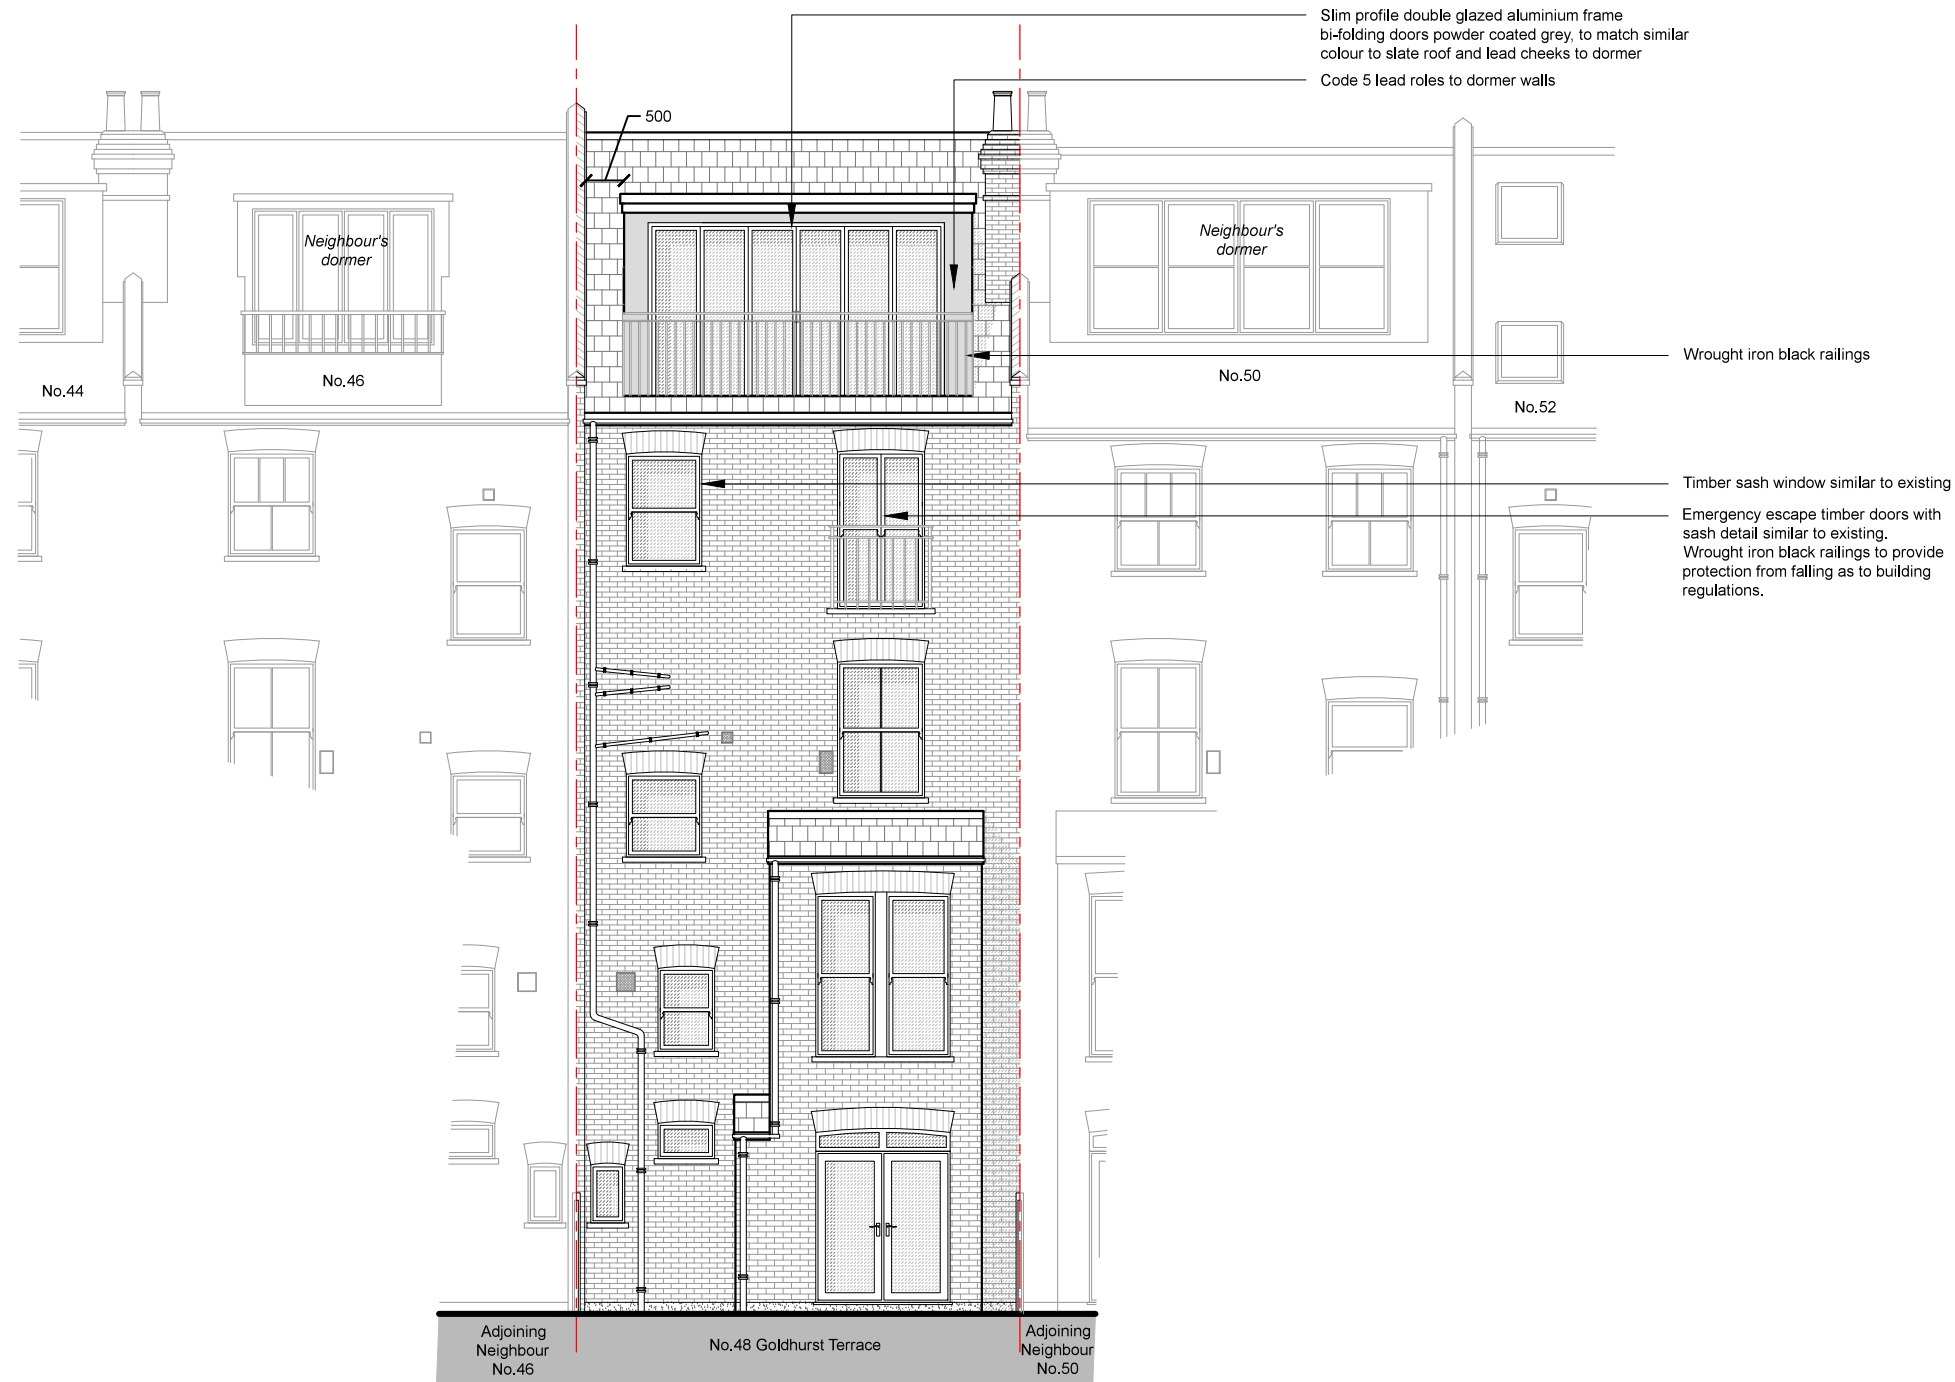 Slim profile double glazed aluminium frame
bi-folding doors powder coated grey, to match similar
colour to slate roof and lead cheeks to dormer
Code 5 lead roles to dormer walls
500
Neighbour's
dormer
Neighbour's
dormer
Wrought iron black railings
No.44
No.46
No.50
No.52
Timber sash window similar to existing
Emergency escape timber doors with
sash detail similar to existing.
Wrought iron black railings to provide
protection from falling as to building
regulations.
Adjoining
Neighbour
No.46
No.48 Goldhurst Terrace
Adjoining
Neighbour
No.50